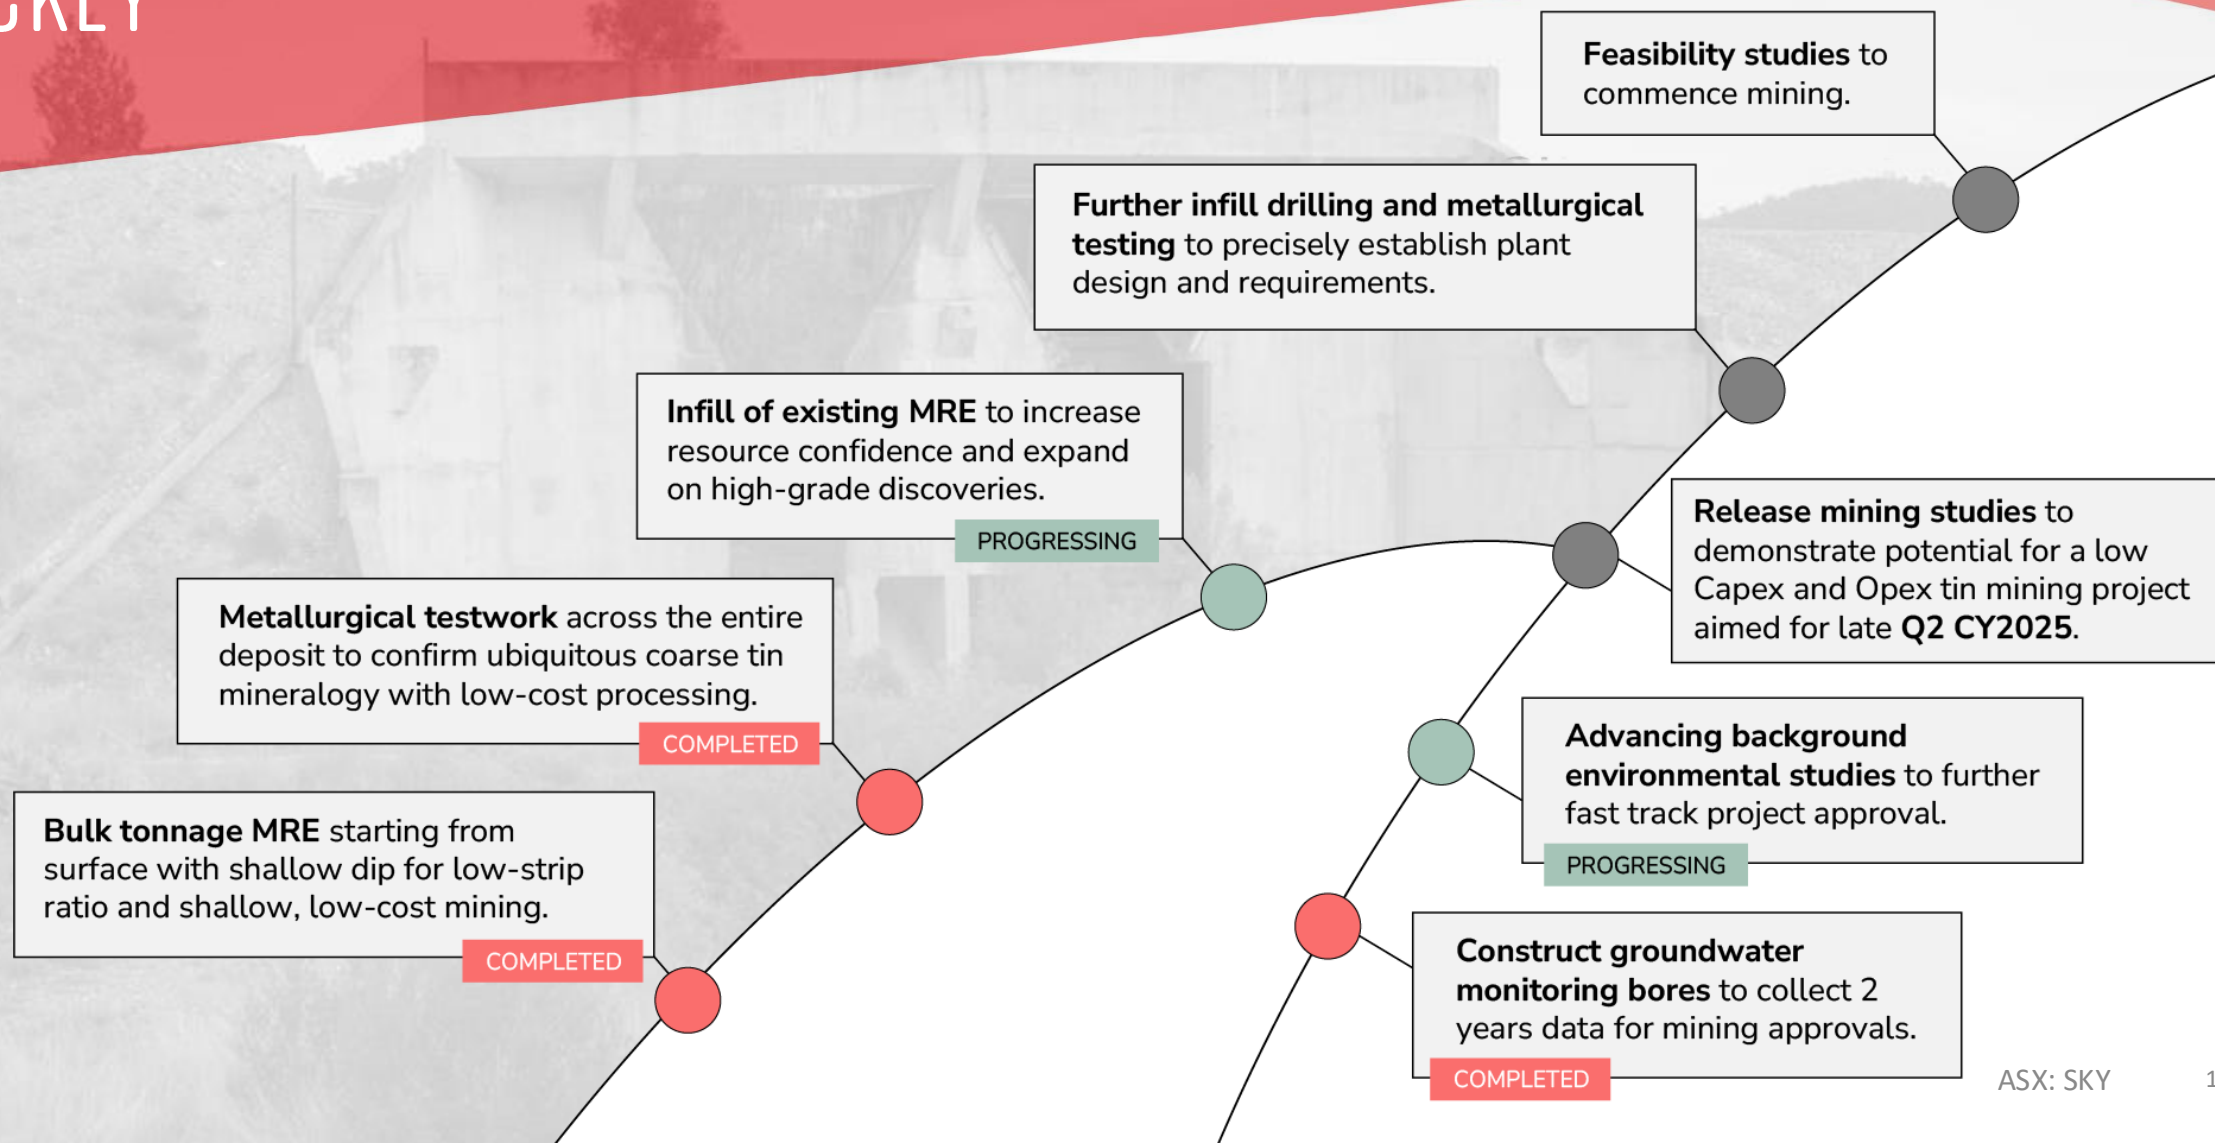 Feasibility studies to
commence mining.
Further infill drilling and metallurgical
testing to precisely establish plant
design and requirements.
Infill of existing MRE to increase
resource confidence and expand
on high-grade discoveries.
PROGRESSING
Release mining studies to
demonstrate potential for a low
Capex and Opex tin mining project
aimed for late Q2 CY2025.
Metallurgical testwork across the entire
deposit to confirm ubiquitous coarse tin
mineralogy with low-cost processing.
COMPLETED
Advancing background
environmental studies to further
fast track project approval.
PROGRESSING
Bulk tonnage MRE starting from
surface with shallow dip for low-strip
ratio and shallow, low-cost mining.
COMPLETED
Construct groundwater
monitoring bores to collect 2
years data for mining approvals.
COMPLETED
ASX: SKY